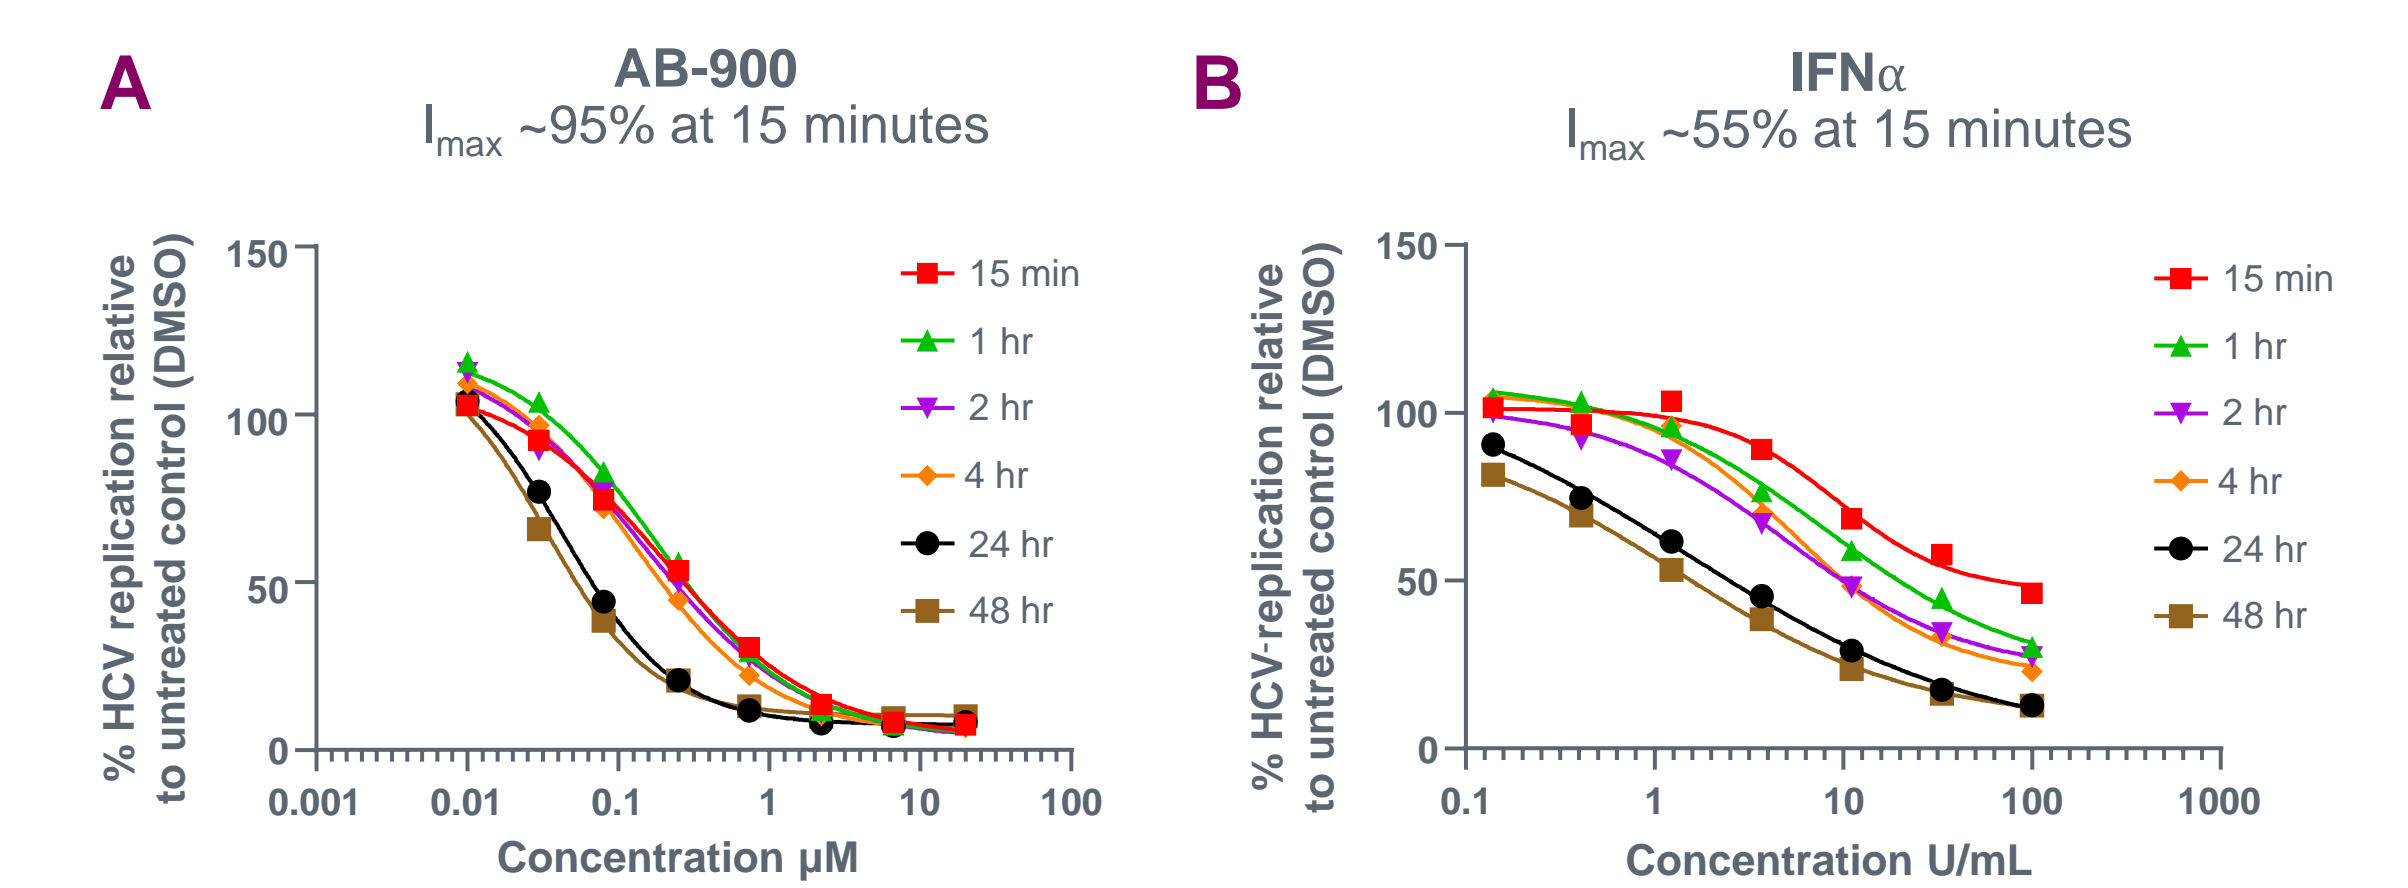 A
AB-900
Imax ~95% at 15 minutes
% HCV replication relative
to untreated control (DMSO)
150
100
50
0
0.001
0.01
0.1
1
10
100
Concentration µM
15 min
1 hr
2 hr
4 hr
24 hr
48 hr
B
IFNα
Imax ~55% at 15 minutes
% HCV-replication relative
to untreated control (DMSO)
150
100
50
0
0.1
1
10
100
1000
Concentration U/mL
15 min
1 hr
2 hr
4 hr
24 hr
48 hr